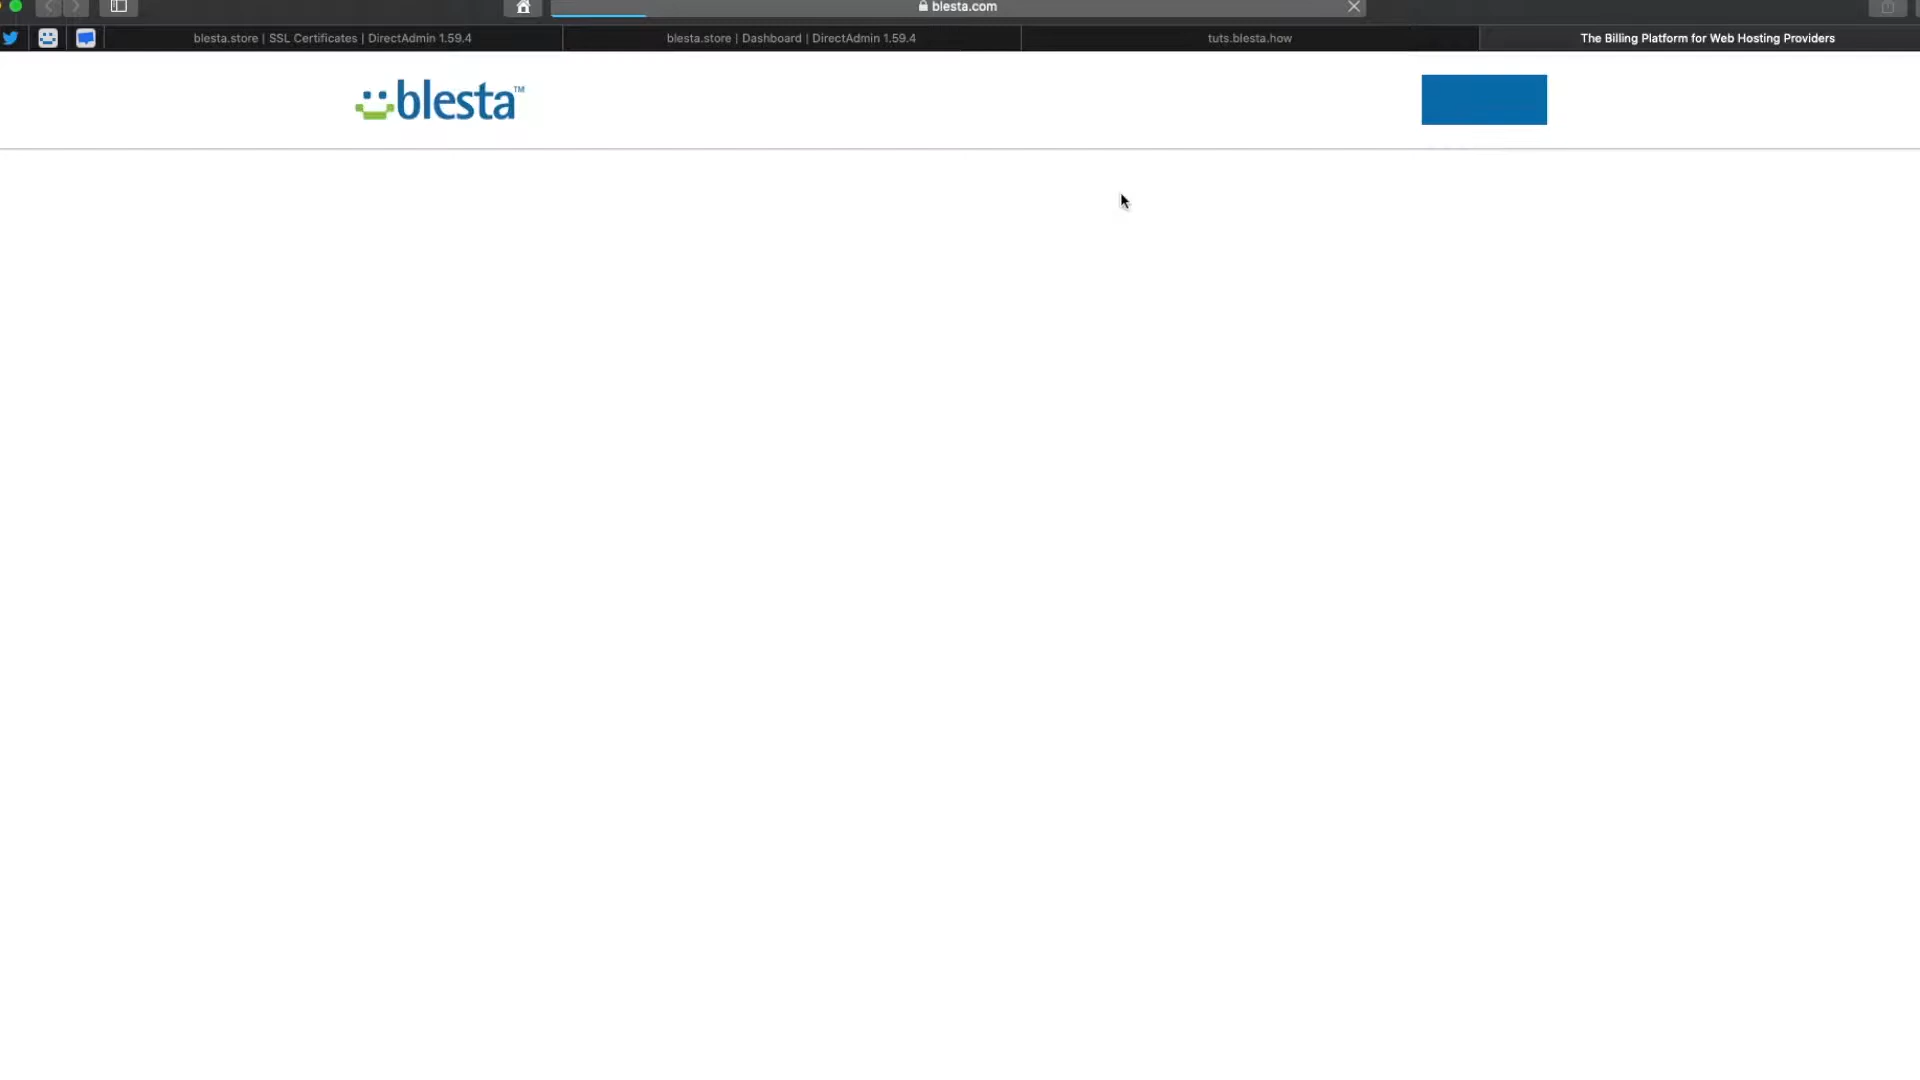 blesta.com
blesta.store | SSL Certificates | DirectAdmin 1.59.4
blesta.store | Dashboard | DirectAdmin 1.59.4
tuts.blesta.how
The Billing Platform for Web Hosting Providers
blesta™